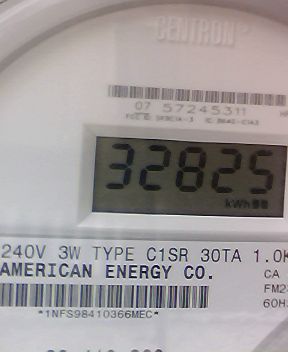 CENTRON
07 57245311
32825
kWh
240V 3W TYPE C1SR 30TA 1.0K
AMERICAN ENERGY CO.
CA
FM2
60H
*1NFS98410366MEC*